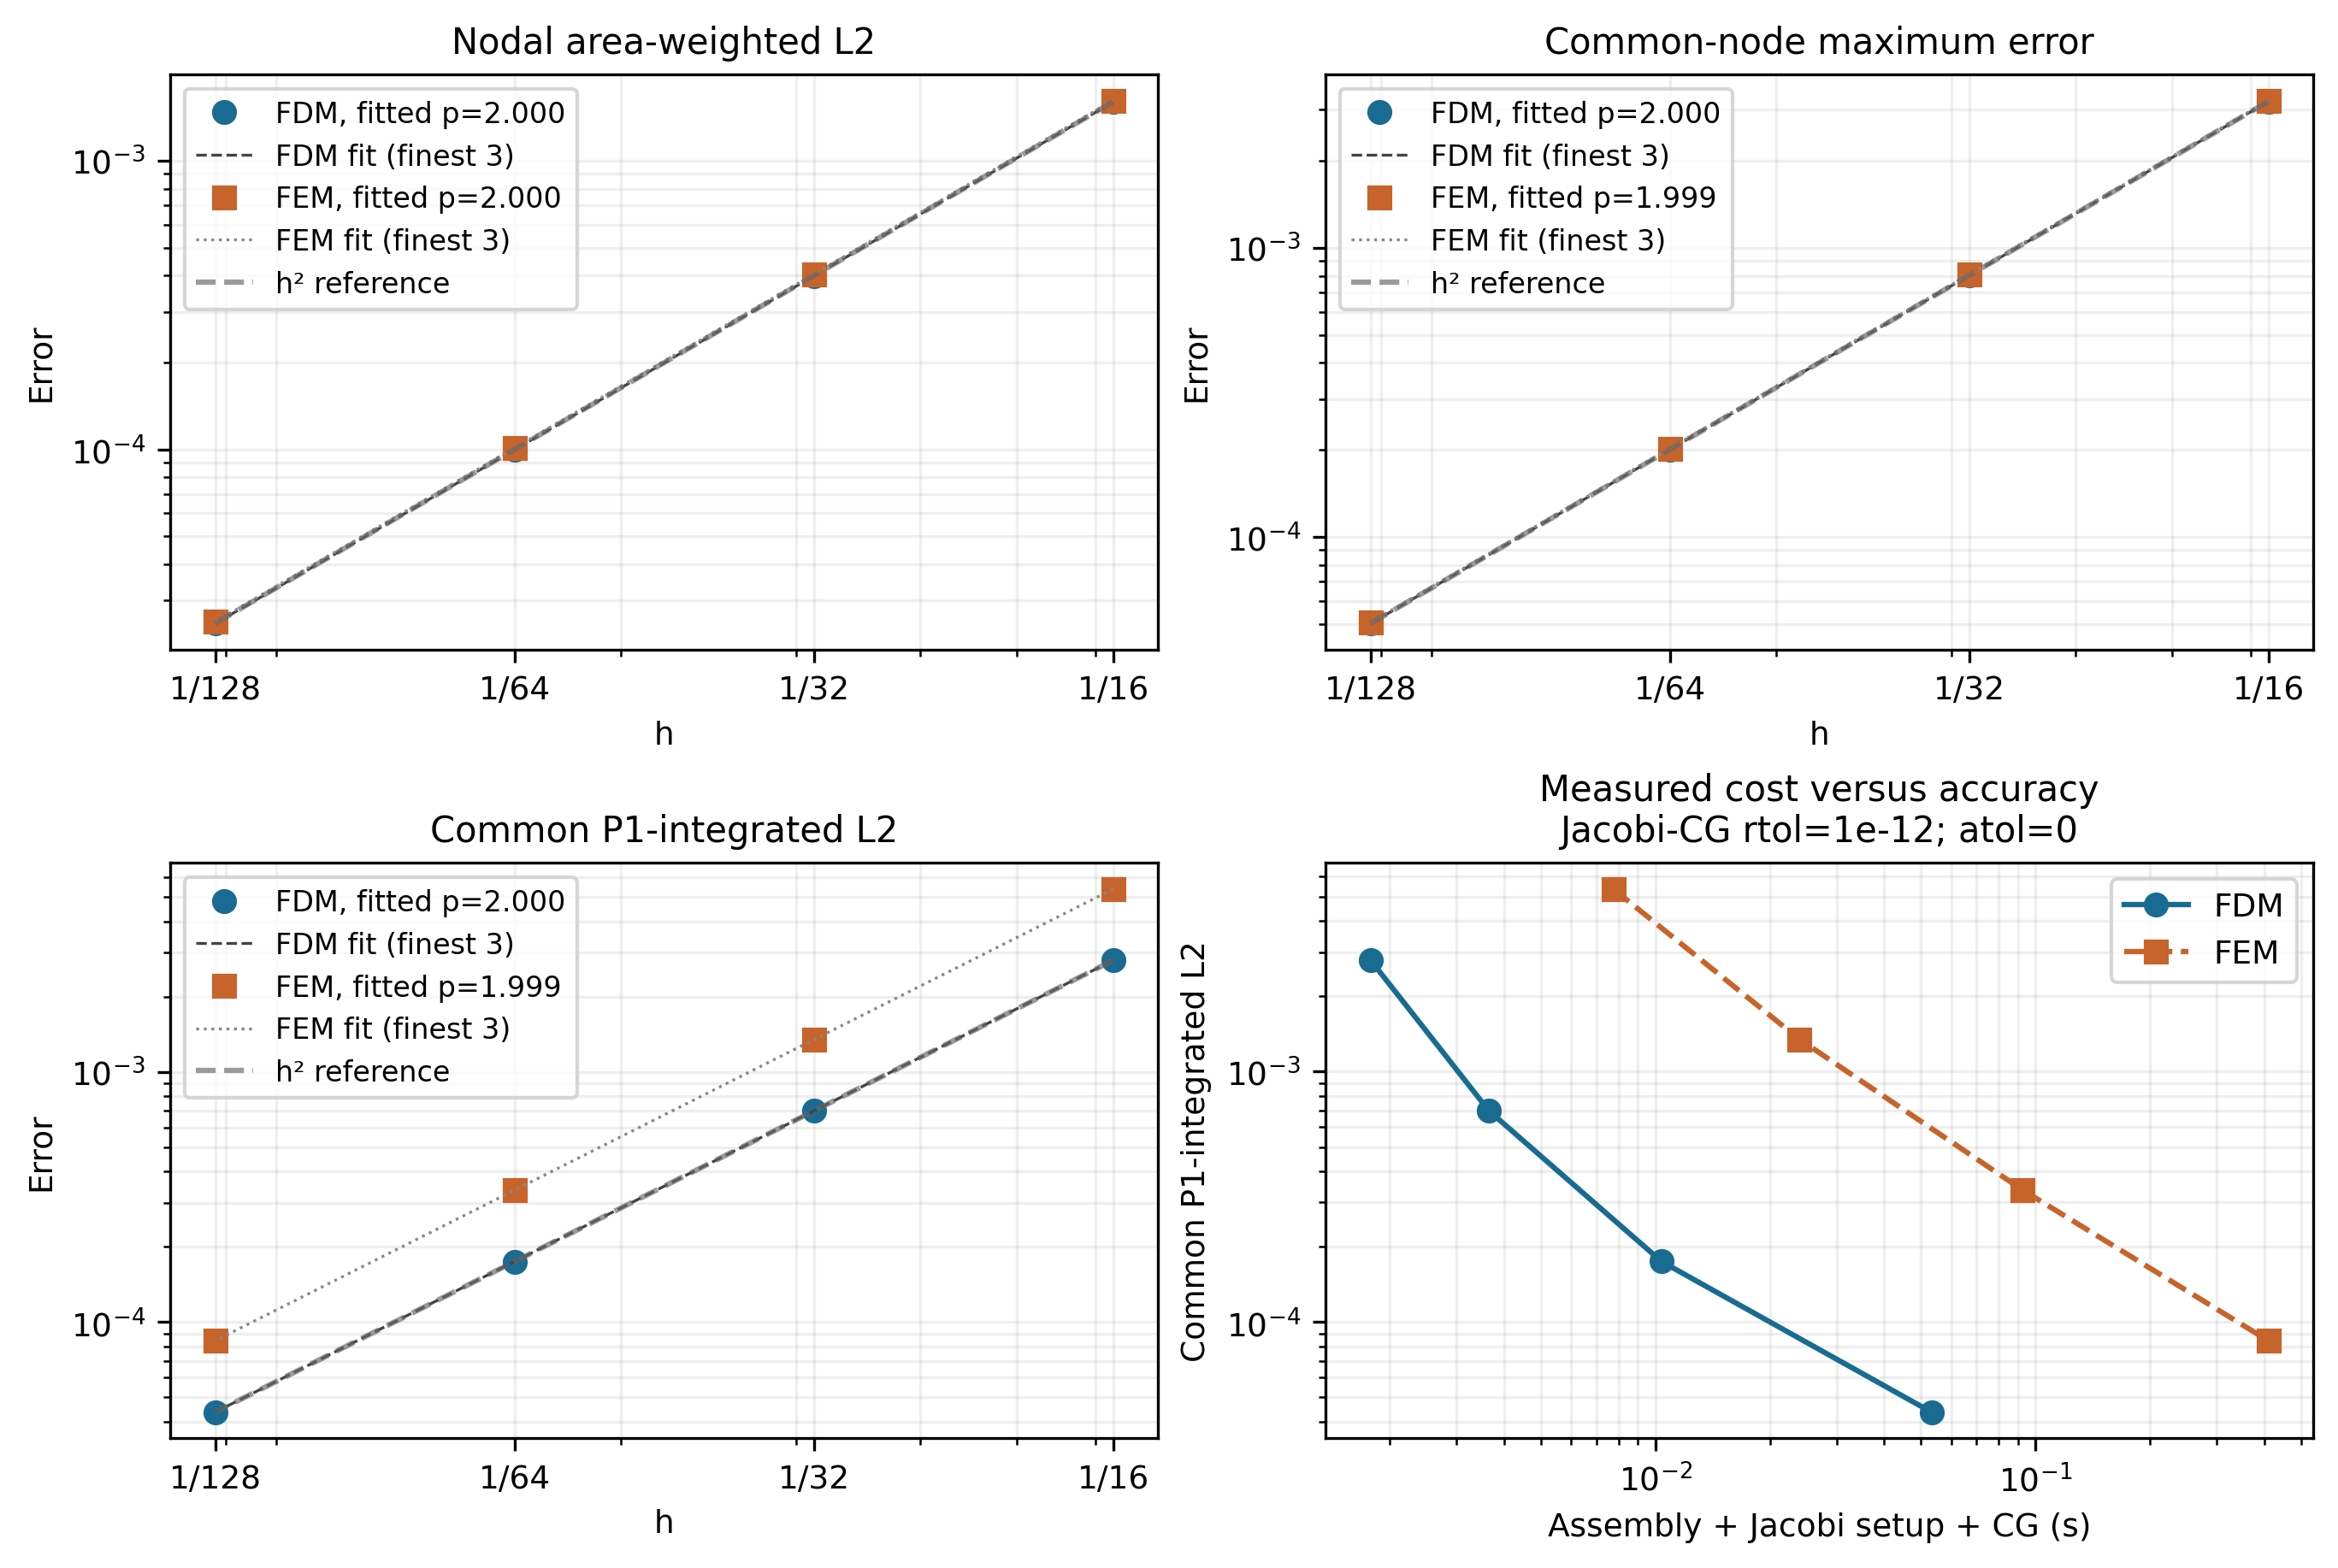 Nodal area-weighted L2
FDM, fitted p=2.000
FDM fit (finest 3)
FEM, fitted p=2.000
FEM fit (finest 3)
h² reference
Error
10⁻³
10⁻⁴
1/128 1/64 1/32 1/16
h
Common-node maximum error
FDM, fitted p=2.000
FDM fit (finest 3)
FEM, fitted p=1.999
FEM fit (finest 3)
h² reference
Error
10⁻³
10⁻⁴
1/128 1/64 1/32 1/16
h
Common P1-integrated L2
FDM, fitted p=2.000
FDM fit (finest 3)
FEM, fitted p=1.999
FEM fit (finest 3)
h² reference
Error
10⁻³
10⁻⁴
1/128 1/64 1/32 1/16
h
Measured cost versus accuracy
Jacobi-CG rtol=1e-12; atol=0
FDM
FEM
Common P1-integrated L2
10⁻³
10⁻⁴
10⁻² 10⁻¹
Assembly + Jacobi setup + CG (s)